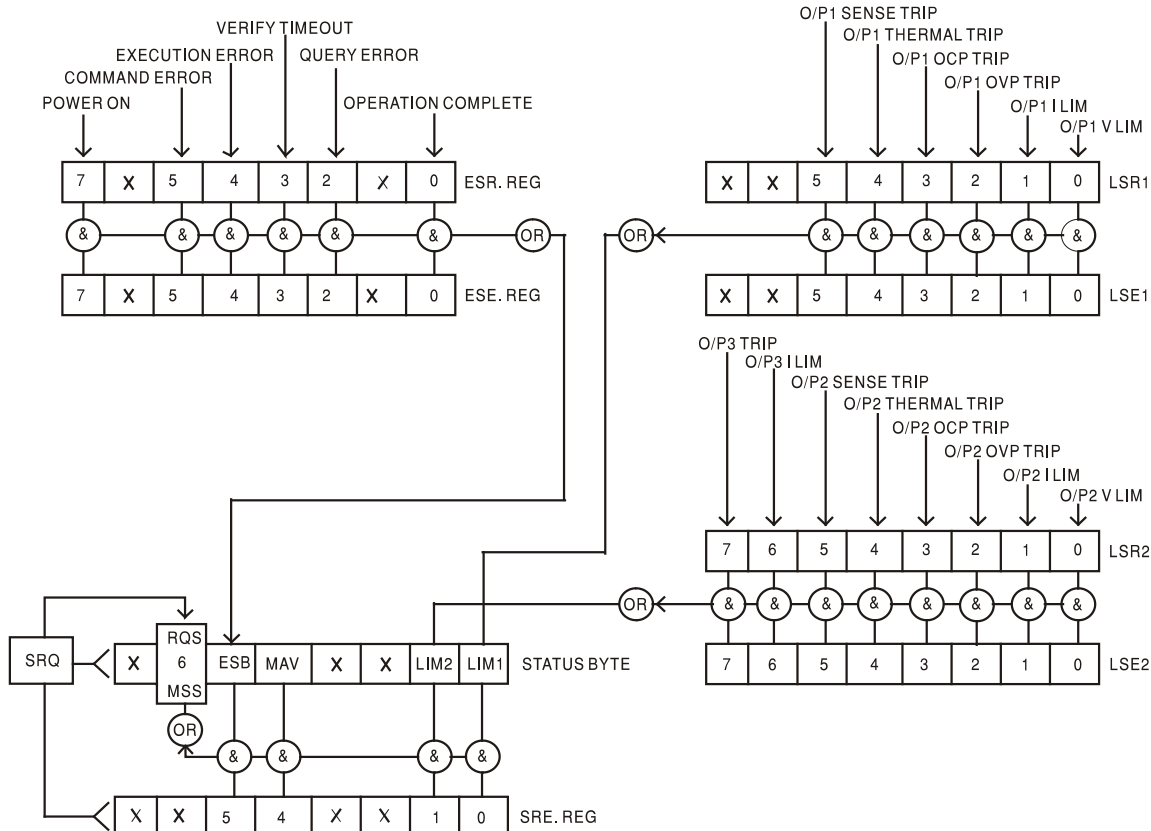 VERIFY TIMEOUT
EXECUTION ERROR QUERY ERROR
COMMAND ERROR
POWER ON OPERATION COMPLETE
7 X 5 4 3 2 X 0 ESR. REG
& & & & & & OR
7 X 5 4 3 2 X 0 ESE. REG
O/P1 SENSE TRIP
O/P1 THERMAL TRIP
O/P1 OCP TRIP
O/P1 OVP TRIP
O/P1 I LIM
O/P1 V LIM
X X 5 4 3 2 1 0 LSR1
OR & & & & & &
X X 5 4 3 2 1 0 LSE1
O/P3 TRIP
O/P3 I LIM
O/P2 SENSE TRIP
O/P2 THERMAL TRIP
O/P2 OCP TRIP
O/P2 OVP TRIP
O/P2 I LIM
O/P2 V LIM
7 6 5 4 3 2 1 0 LSR2
OR & & & & & & & &
7 6 5 4 3 2 1 0 LSE2
SRQ
RQS
X 6 ESB MAV X X LIM2 LIM1 STATUS BYTE
MSS
OR
& & & &
X X 5 4 X X 1 0 SRE. REG